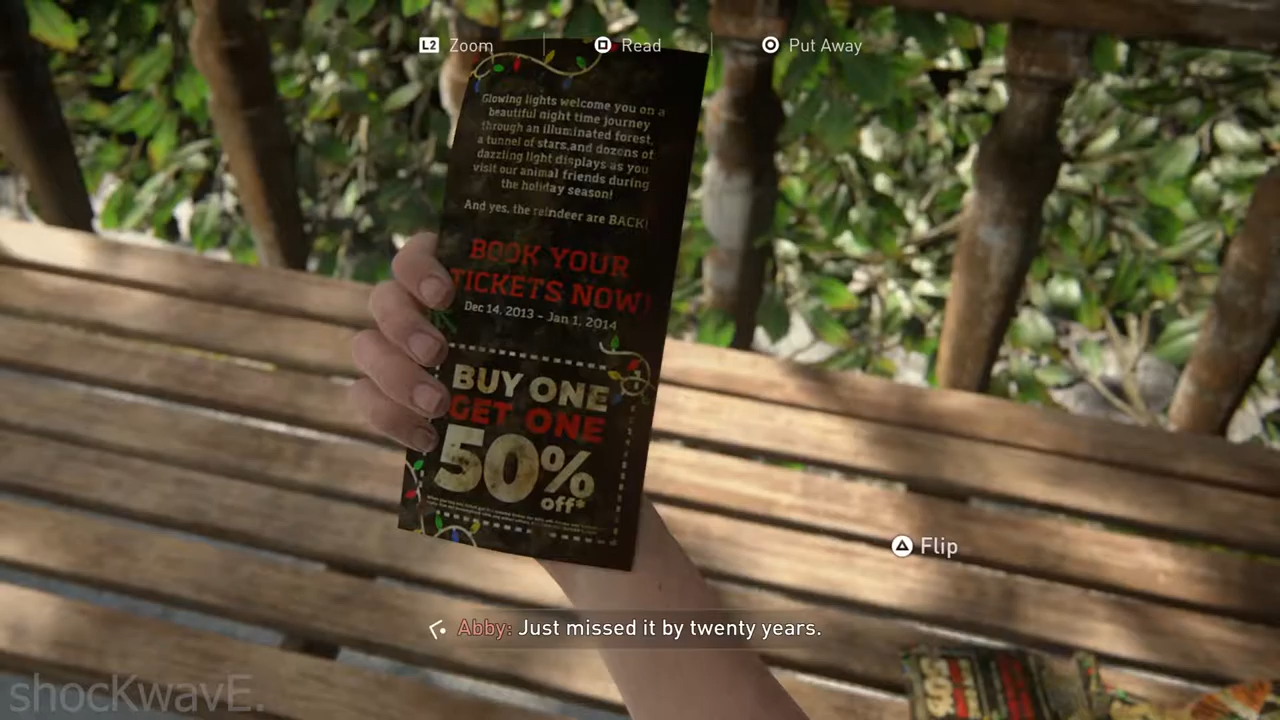 L2 Zoom
Read
Put Away
Glowing lights welcome you on a
beautiful night time journey
through an illuminated forest,
a tunnel of stars,and dozens of
dazzling light displays as you
visit our animal friends during
the holiday season!
And yes, the reindeer are BACK!
BOOK YOUR
TICKETS NOW!
Dec 14, 2013 - Jan 1, 2014
BUY ONE
GET ONE
50%
off*
Flip
Abby: Just missed it by twenty years.
shocKwavE.